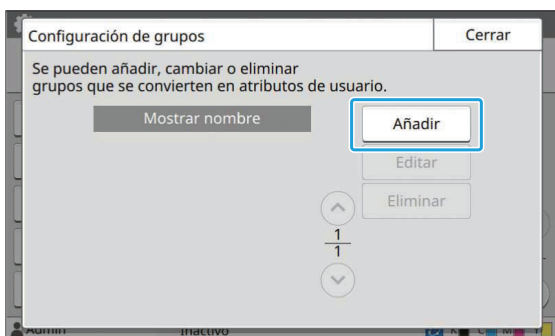 Configuración de grupos
Cerrar
Se pueden añadir, cambiar o eliminar
grupos que se convierten en atributos de usuario.
Mostrar nombre
Añadir
Editar
Eliminar
1
1
Admin
Inactivo
K
C
M
Y